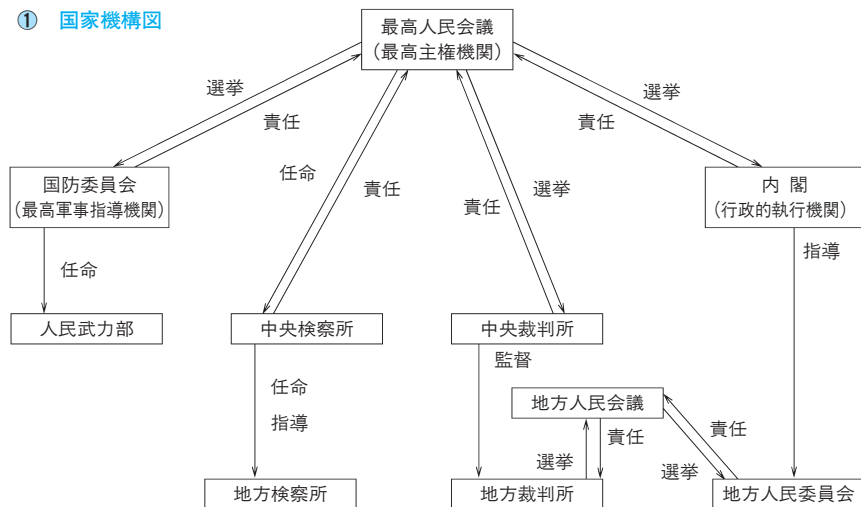 ① 国家機構図
最高人民会議
（最高主権機関）
選挙
責任
任命
責任
責任
選挙
責任
選挙
国防委員会
（最高軍事指導機関）
内 閣
（行政的執行機関）
任命
指導
人民武力部
中央検察所
中央裁判所
任命
指導
監督
地方人民会議
選挙
責任
責任
選挙
地方検察所
地方裁判所
地方人民委員会